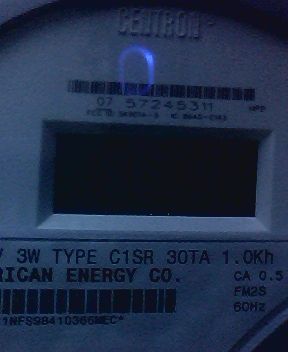 CENTRON
07 57245311
V 3W TYPE C1SR 30TA 1.0Kh
RICAN ENERGY CO. CA 0.5
FM2S
60Hz